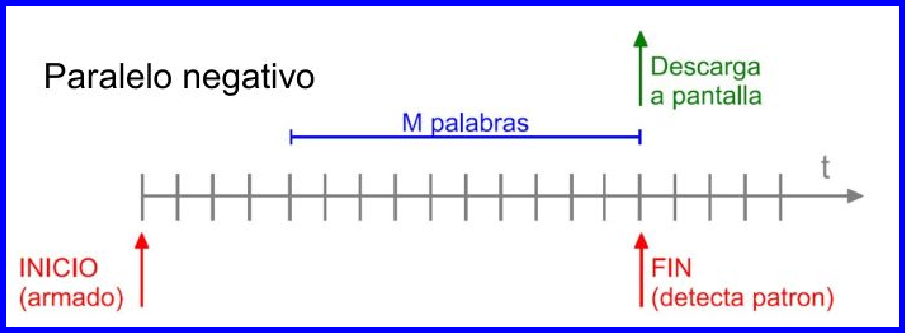 Paralelo negativo
Descarga
a pantalla
M palabras
t
INICIO
(armado)
FIN
(detecta patron)